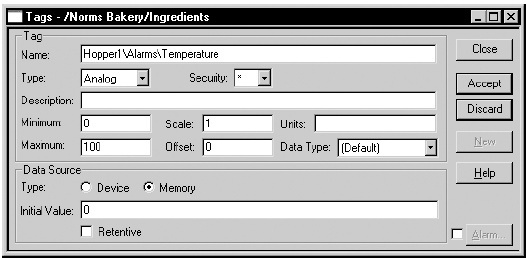 Tags - /Norms Bakery/Ingredients
Tag
Name: Hopper1\Alarms\Temperature
Close
Type: Analog Security: *
Accept
Description:
Discard
Minimum: 0 Scale: 1 Units:
Maximum: 100 Offset: 0 Data Type: (Default)
New
Data Source
Type: Device Memory
Help
Initial Value: 0
Retentive
Alarm...